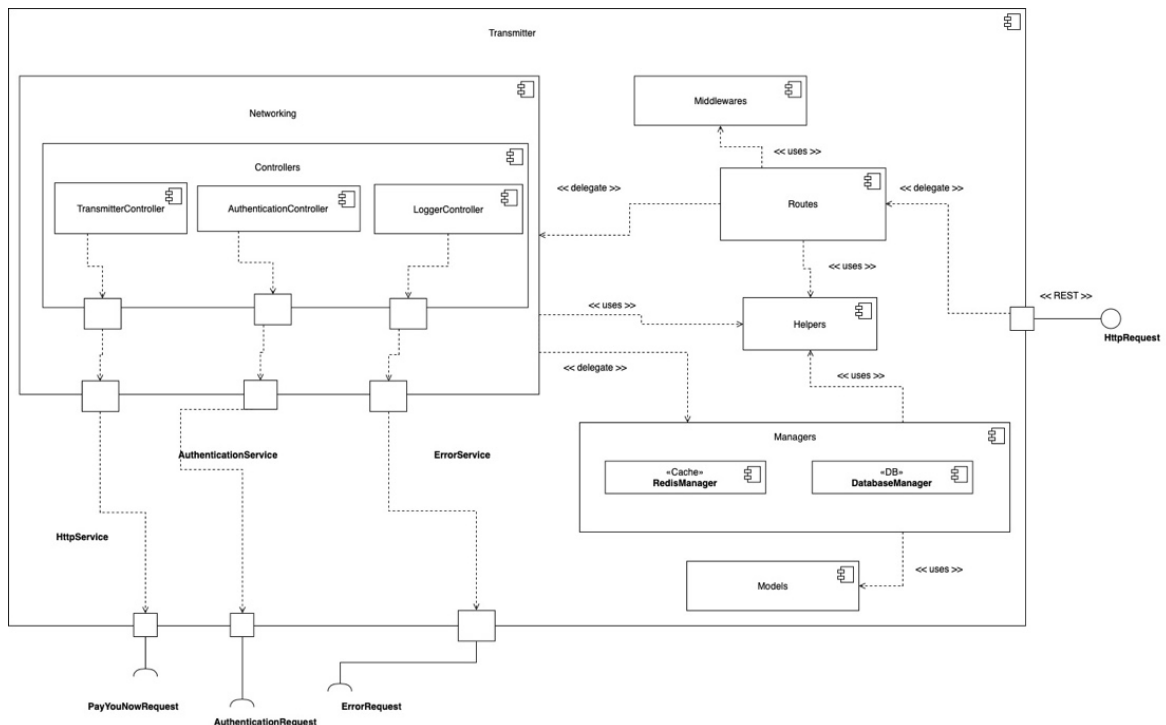 Transmitter
Networking
Middlewares
<< uses >>
Controllers
TransmitterController
AuthenticationController
LoggerController
<< delegate >>
Routes
<< delegate >>
<< uses >>
<< uses >>
Helpers
<< REST >>
HttpRequest
<< delegate >>
<< uses >>
Managers
«Cache»
RedisManager
«DB»
DatabaseManager
AuthenticationService
ErrorService
HttpService
<< uses >>
Models
PayYouNowRequest
AuthenticationRequest
ErrorRequest